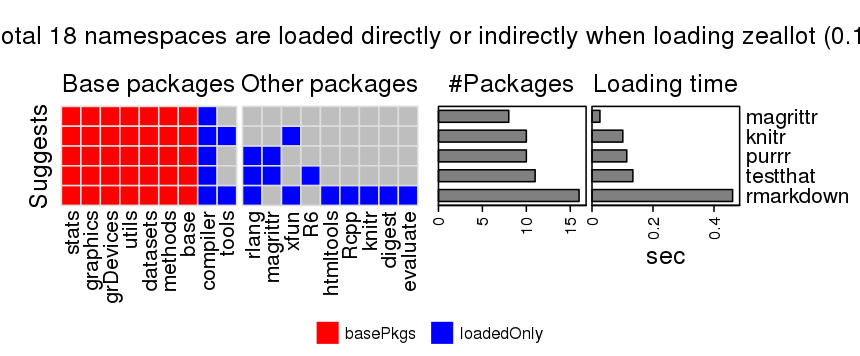 otal 18 namespaces are loaded directly or indirectly when loading zeallot (0.1
Base packages Other packages #Packages Loading time
Suggests
magrittr
knitr
purrr
testthat
rmarkdown
0 5 10 15
0 0.2 0.4
sec
stats
graphics
grDevices
utils
datasets
methods
base
compiler
tools
rlang
magrittr
xfun
R6
htmltools
Rcpp
knitr
digest
evaluate
basePkgs loadedOnly